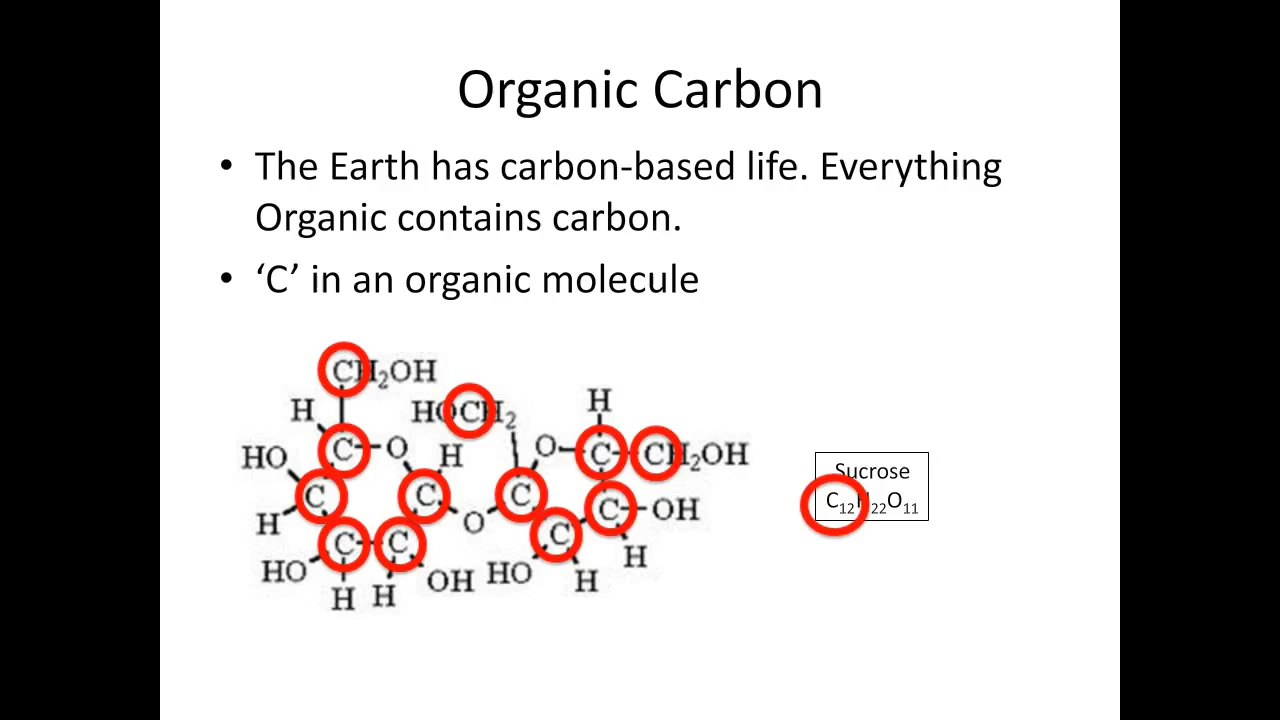 Organic Carbon
• The Earth has carbon-based life. Everything
Organic contains carbon.
• ‘C’ in an organic molecule
CH₂OH
H HOCH₂ H
HO C O H O C CH₂OH
C C C C OH
H O C
C C H
HO OH HO H
H H
Sucrose
C₁₂H₂₂O₁₁